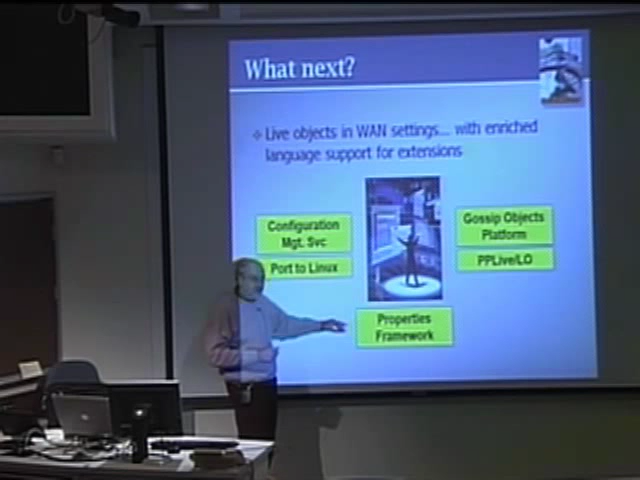 What next?
Live objects in WAN settings... with enriched
language support for extensions
Configuration
Mgt. Svc
Port to Linux
Gossip Objects
Platform
PPLive/LO
Properties
Framework